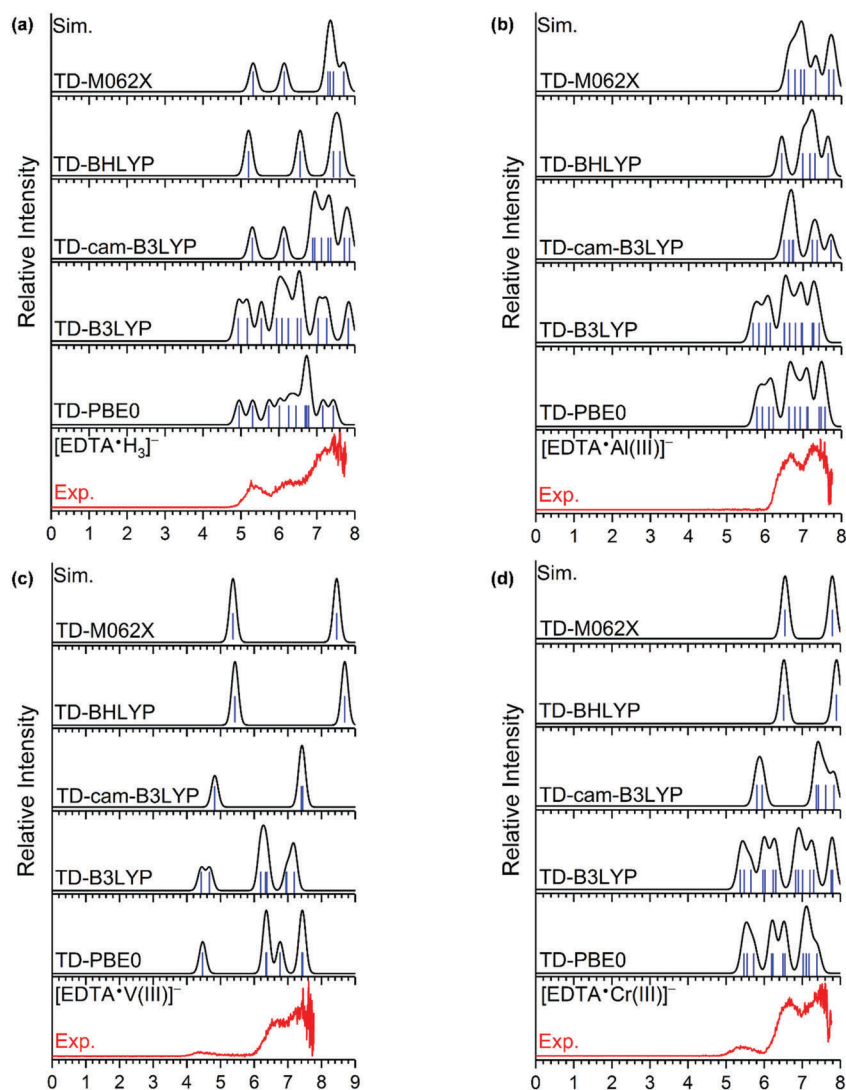 (a)
Sim.
TD-M062X
TD-BHLYP
TD-cam-B3LYP
TD-B3LYP
TD-PBE0
[EDTA•H₃]⁻
Exp.
Relative Intensity
0 1 2 3 4 5 6 7 8
(b)
Sim.
TD-M062X
TD-BHLYP
TD-cam-B3LYP
TD-B3LYP
TD-PBE0
[EDTA•Al(III)]⁻
Exp.
Relative Intensity
0 1 2 3 4 5 6 7 8
(c)
Sim.
TD-M062X
TD-BHLYP
TD-cam-B3LYP
TD-B3LYP
TD-PBE0
[EDTA•V(III)]⁻
Exp.
Relative Intensity
0 1 2 3 4 5 6 7 8 9
(d)
Sim.
TD-M062X
TD-BHLYP
TD-cam-B3LYP
TD-B3LYP
TD-PBE0
[EDTA•Cr(III)]⁻
Exp.
Relative Intensity
0 1 2 3 4 5 6 7 8